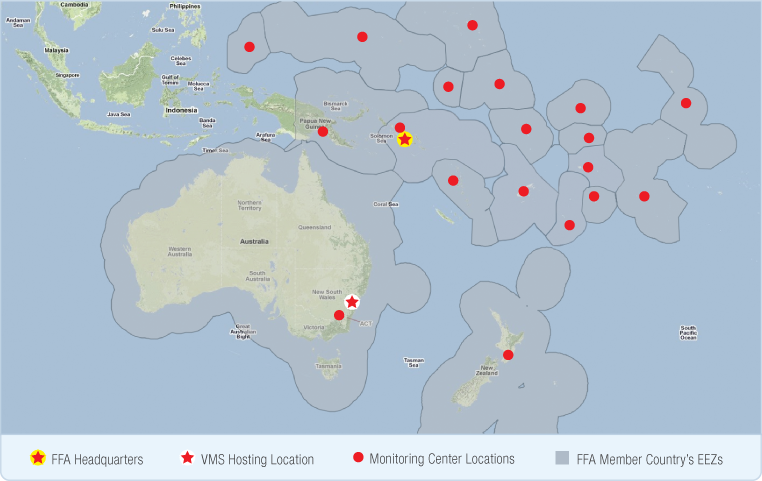 Cambodia
Philippines
Andaman
Sea
Sulu Sea
Malaysia
Celebes
Sea
Singapore
Gulf of
Tomini
Molucca
Sea
Indonesia
Bismarck
Sea
Java Sea
Banda
Sea
Papua New
Guinea
Arafura
Sea
Solomon
Sea
Timor Sea
Coral Sea
Northern
Territory
Queensland
Australia
Western
Australia
South
Australia
New South
Wales
ACT
Victoria
Great
Australian
Bight
Tasmania
Tasman
Sea
New
Zealand
South
Pacific
Ocean
FFA Headquarters
VMS Hosting Location
Monitoring Center Locations
FFA Member Country's EEZs